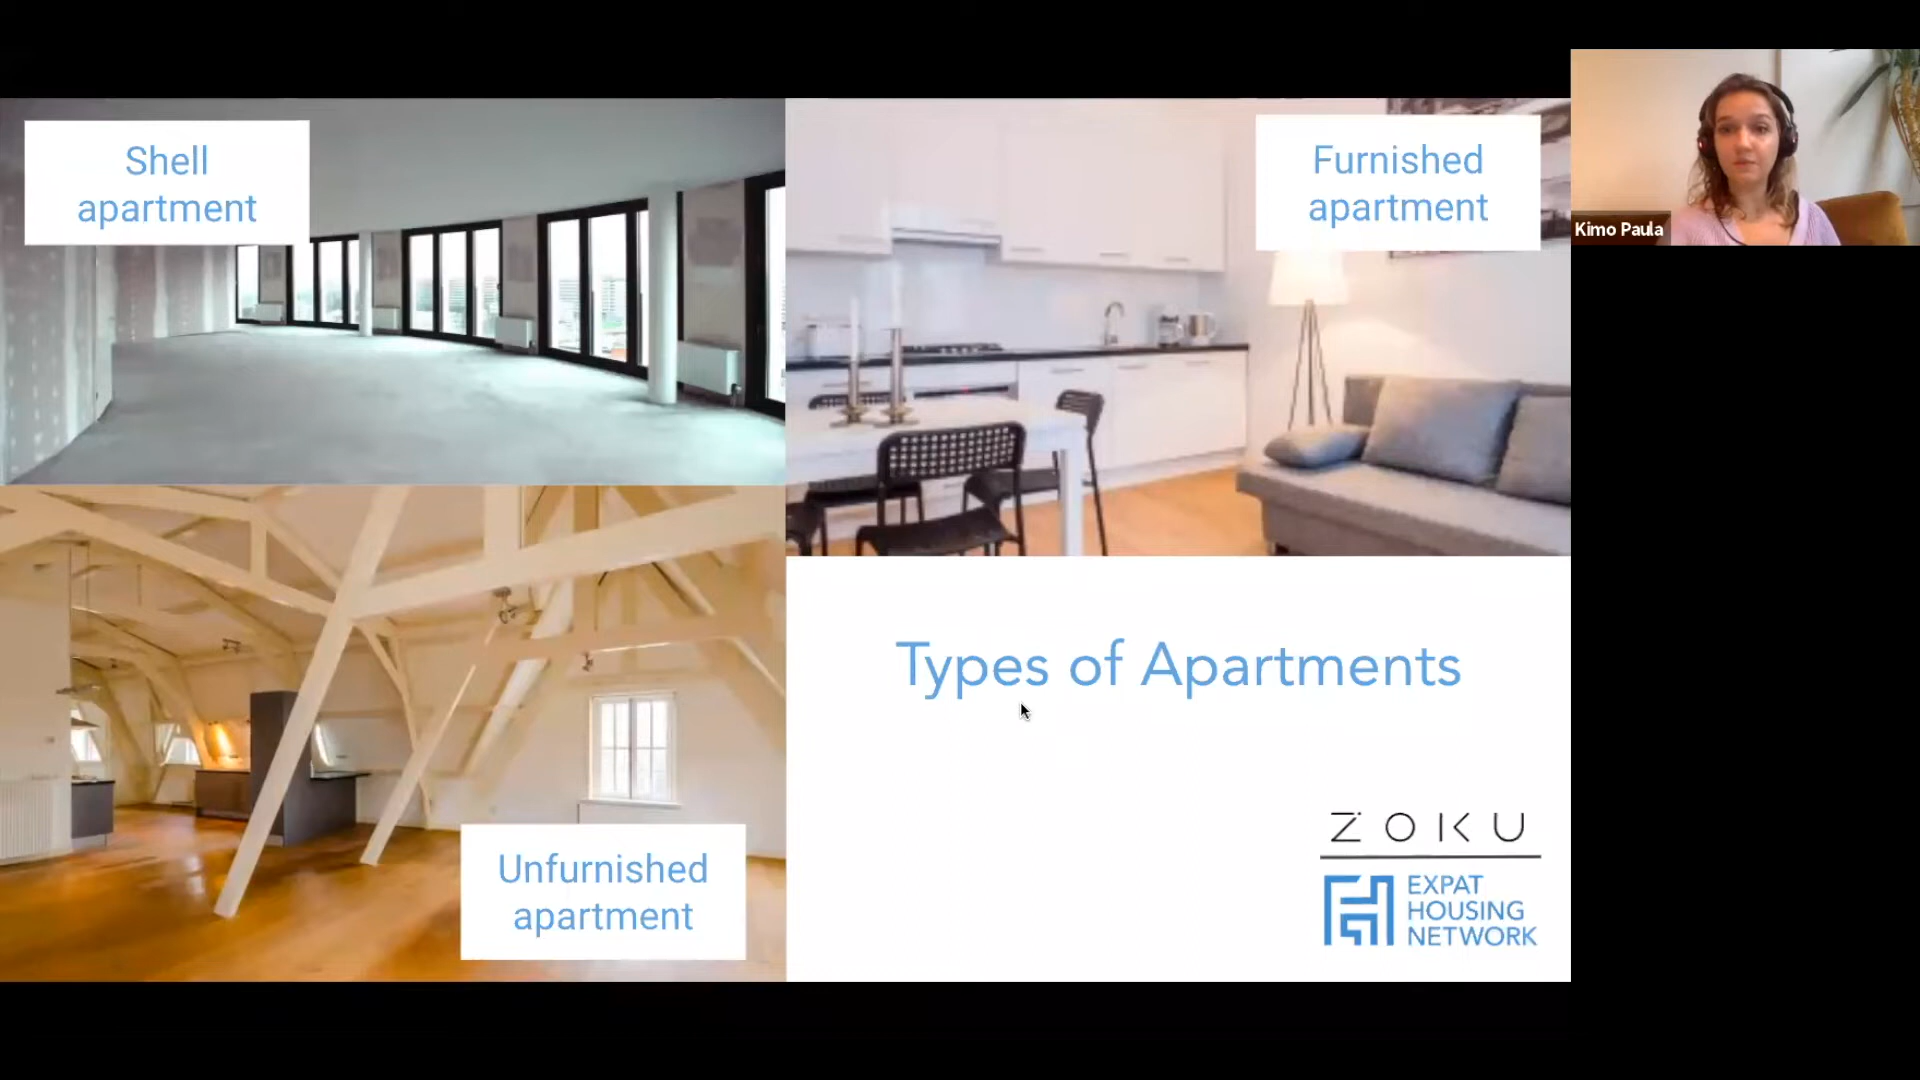 Shell
apartment
Furnished
apartment
Kimo Paula
Types of Apartments
Unfurnished
apartment
ZOKU
EXPAT
HOUSING
NETWORK